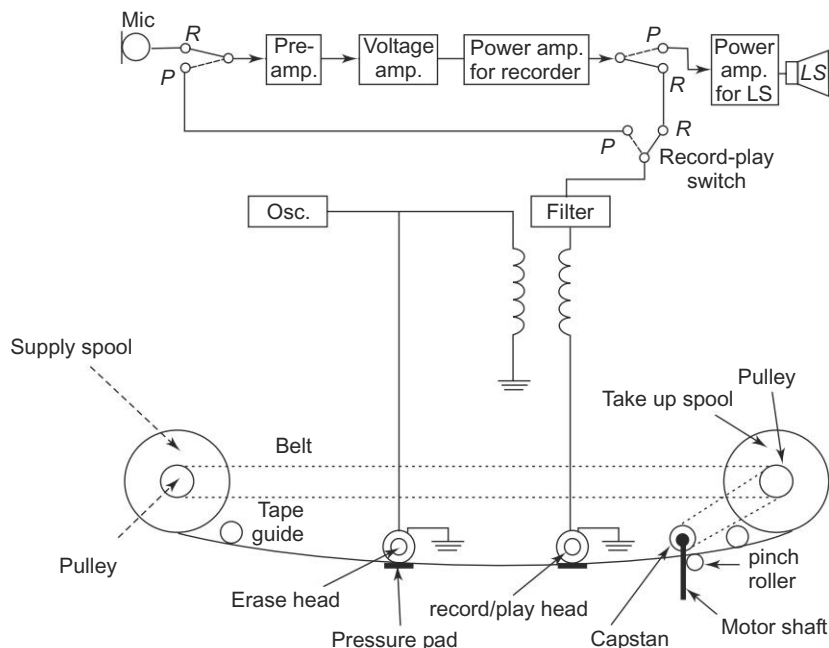 Mic
R
P
Pre-
amp.
Voltage
amp.
Power amp.
for recorder
P
R
Power
amp.
for LS
LS
P
R
Record-play
switch
Osc.
Filter
Supply spool
Pulley
Take up spool
Belt
Tape
guide
Pulley
Erase head
Pressure pad
record/play head
Capstan
pinch
roller
Motor shaft